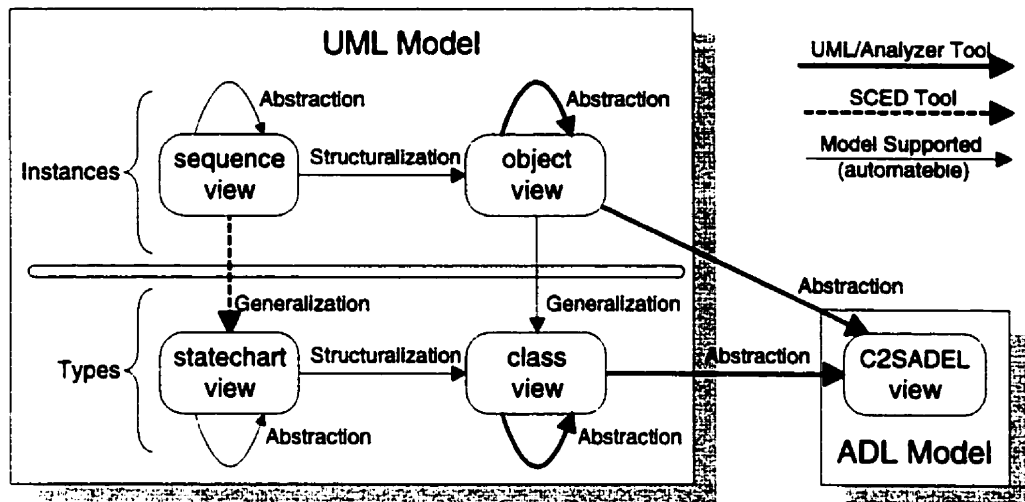 UML Model
UML/Analyzer Tool
SCED Tool
Model Supported
(automateble)
Abstraction
Abstraction
Instances
sequence
view
Structuralization
object
view
Abstraction
Generalization
Generalization
Types
statechart
view
Structuralization
class
view
Abstraction
C2SADEL
view
Abstraction
Abstraction
ADL Model